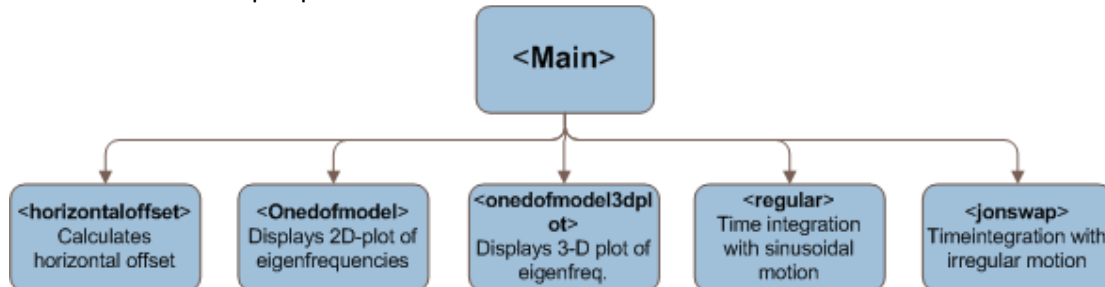 <Main>
<horizontaloffset>
Calculates
horizontal offset
<Onedofmodel>
Displays 2D-plot of
eigenfrequencies
<onedofmodel3dpl
ot>
Displays 3-D plot of
eigenfreq.
<regular>
Time integration
with sinusoidal
motion
<jonswap>
Timeintegration with
irregular motion